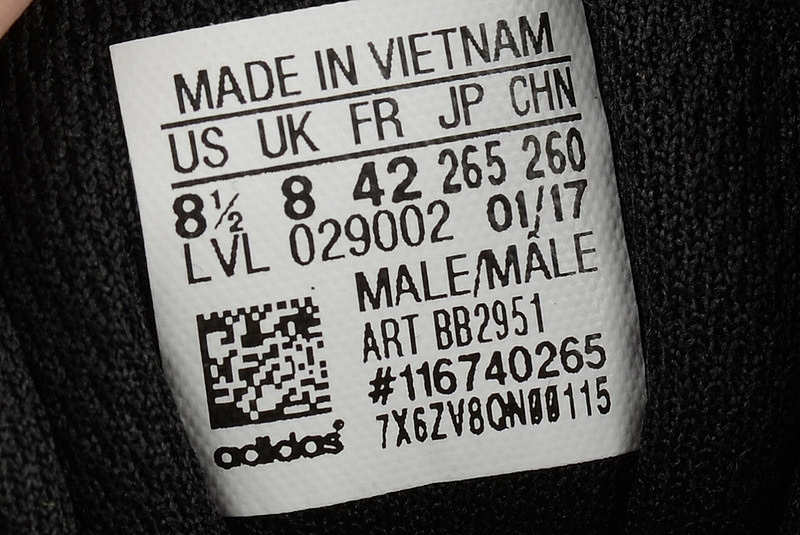 MADE IN VIETNAM
US UK FR JP CHN
8½ 8 42 265 260
LVL 029002 01/17
MALE/MÂLE
ART BB2951
#116740265
7X6ZV8QN00115
adidas